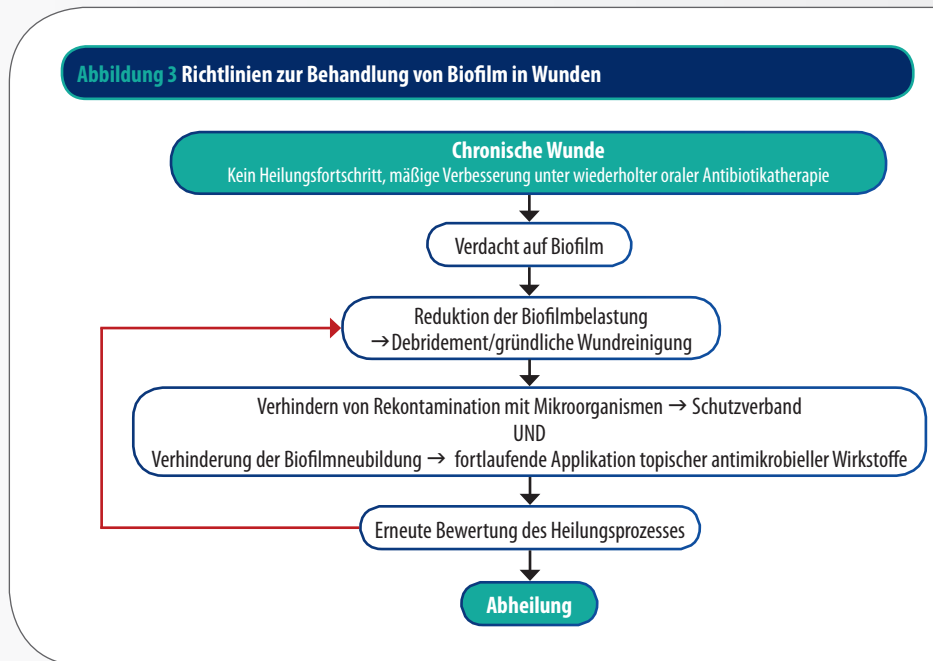 Abbildung 3 Richtlinien zur Behandlung von Biofilm in Wunden
Chronische Wunde
Kein Heilungsfortschritt, mäßige Verbesserung unter wiederholter oraler Antibiotikatherapie
Verdacht auf Biofilm
Reduktion der Biofilmbelastung
→Debridement/gründliche Wundreinigung
Verhindern von Rekontamination mit Mikroorganismen → Schutzverband
UND
Verhinderung der Biofilmneubildung → fortlaufende Applikation topischer antimikrobieller Wirkstoffe
Erneute Bewertung des Heilungsprozesses
Abheilung